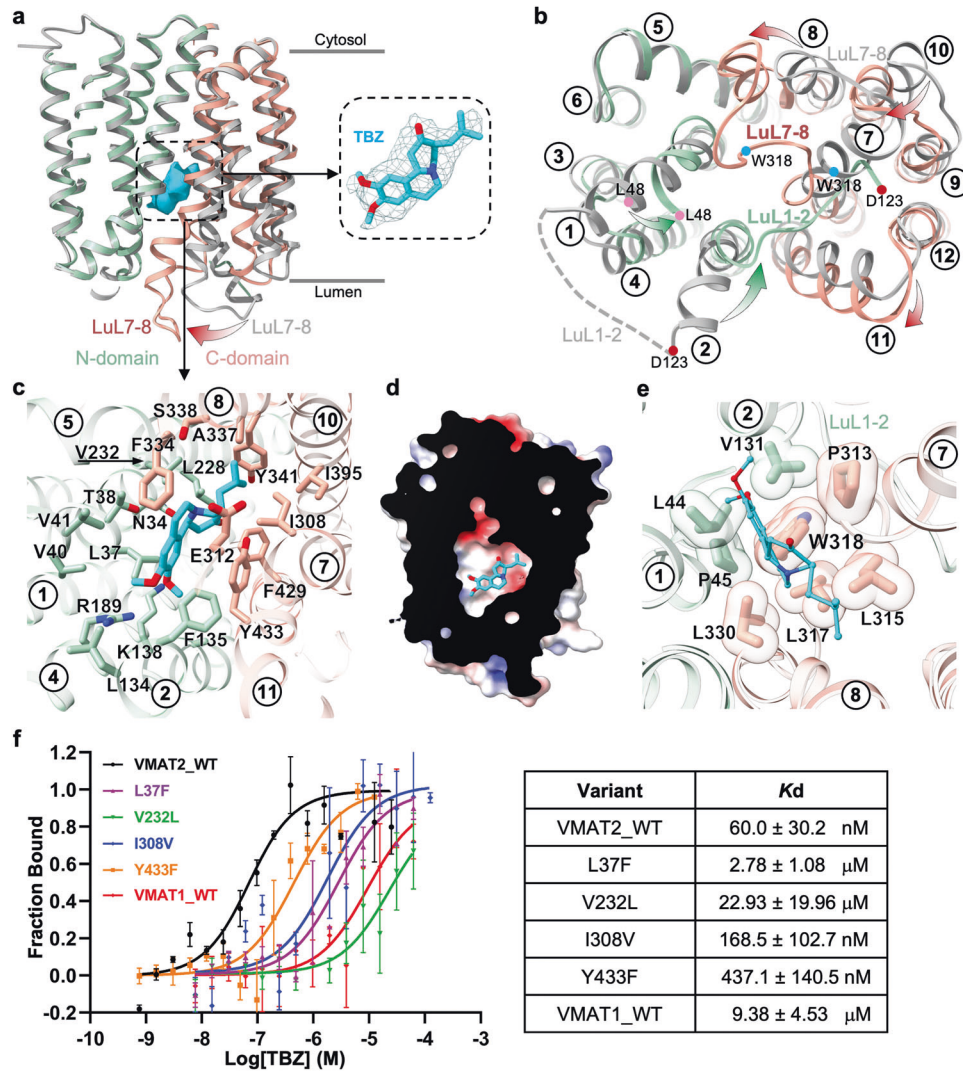 a
Cytosol
TBZ
Lumen
LuL7-8
LuL7-8
N-domain
C-domain
b
5
8
LuL7-8
10
6
LuL7-8
7
3
W318
W318
9
L48
D123
1
L48
LuL1-2
12
4
LuL1-2
2
D123
11
c
8
S338
10
5
A337
F334
V232
L228
Y341
I395
T38
N34
V41
I308
V40
L37
E312
7
1
F429
R189
Y433
K138
F135
4
L134
2
11
d
e
2
LuL1-2
V131
P313
7
L44
W318
1
P45
L315
L330
L317
8
f
1.2
1.0
0.8
0.6
0.4
0.2
0.0
-0.2
Fraction Bound
VMAT2_WT
L37F
V232L
I308V
Y433F
VMAT1_WT
-10 -9 -8 -7 -6 -5 -4 -3
Log[TBZ] (M)
Variant Kd
VMAT2_WT 60.0 ± 30.2 nM
L37F 2.78 ± 1.08 μM
V232L 22.93 ± 19.96 μM
I308V 168.5 ± 102.7 nM
Y433F 437.1 ± 140.5 nM
VMAT1_WT 9.38 ± 4.53 μM